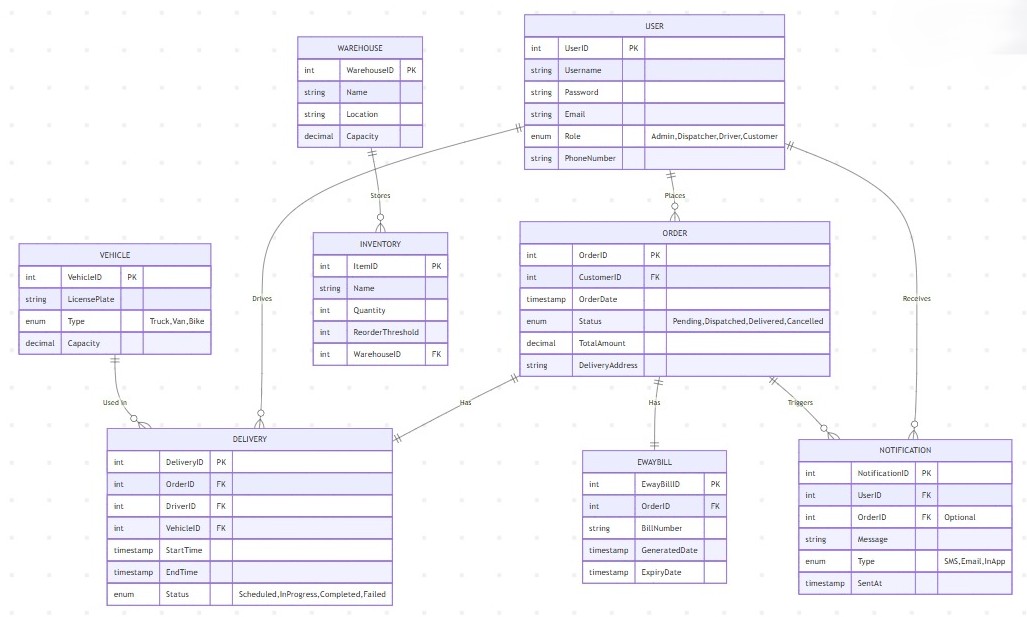 USER
int UserID PK
string Username
string Password
string Email
enum Role Admin,Dispatcher,Driver,Customer
string PhoneNumber
WAREHOUSE
int WarehouseID PK
string Name
string Location
decimal Capacity
Stores
Places
INVENTORY
int ItemID PK
string Name
int Quantity
int ReorderThreshold
int WarehouseID FK
ORDER
int OrderID PK
int CustomerID FK
timestamp OrderDate
enum Status Pending,Dispatched,Delivered,Cancelled
decimal TotalAmount
string DeliveryAddress
VEHICLE
int VehicleID PK
string LicensePlate
enum Type Truck,Van,Bike
decimal Capacity
Drives
Receives
Used in
Has
Has
Triggers
DELIVERY
int DeliveryID PK
int OrderID FK
int DriverID FK
int VehicleID FK
timestamp StartTime
timestamp EndTime
enum Status Scheduled,InProgress,Completed,Failed
EWAYBILL
int EwayBillID PK
int OrderID FK
string BillNumber
timestamp GeneratedDate
timestamp ExpiryDate
NOTIFICATION
int NotificationID PK
int UserID FK
int OrderID FK Optional
string Message
enum Type SMS,Email,InApp
timestamp SentAt